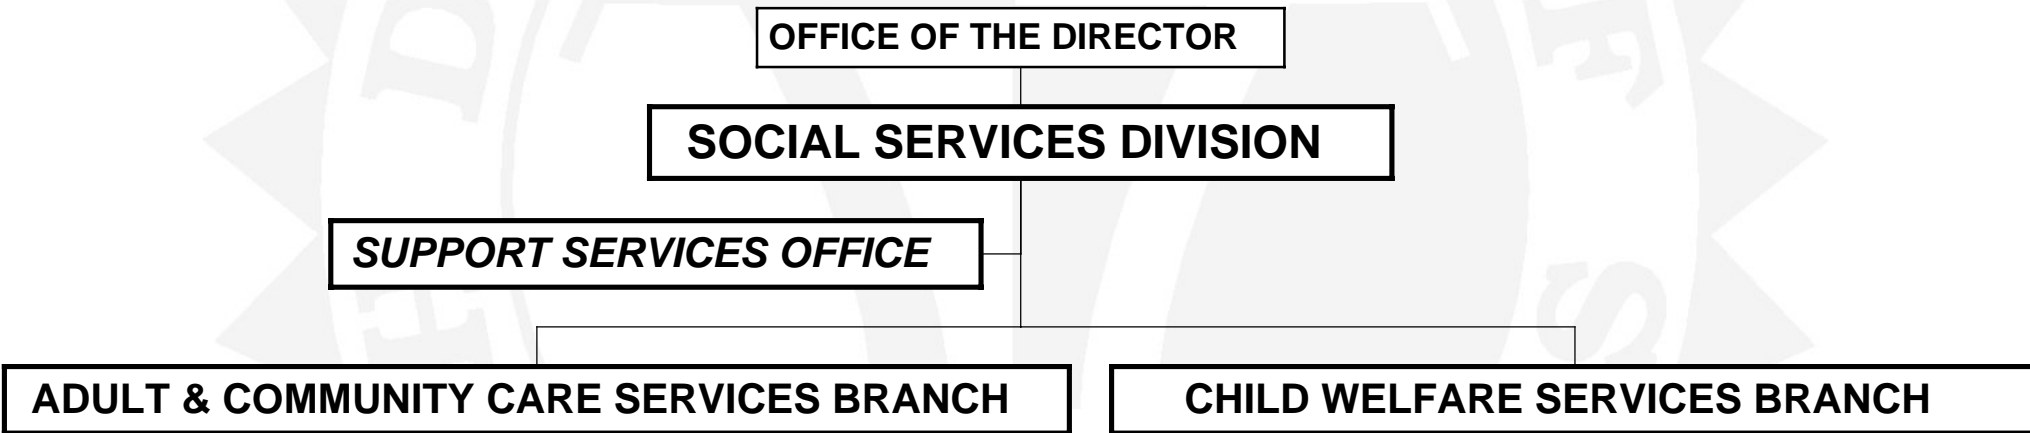 OFFICE OF THE DIRECTOR
SOCIAL SERVICES DIVISION
SUPPORT SERVICES OFFICE
ADULT & COMMUNITY CARE SERVICES BRANCH
CHILD WELFARE SERVICES BRANCH